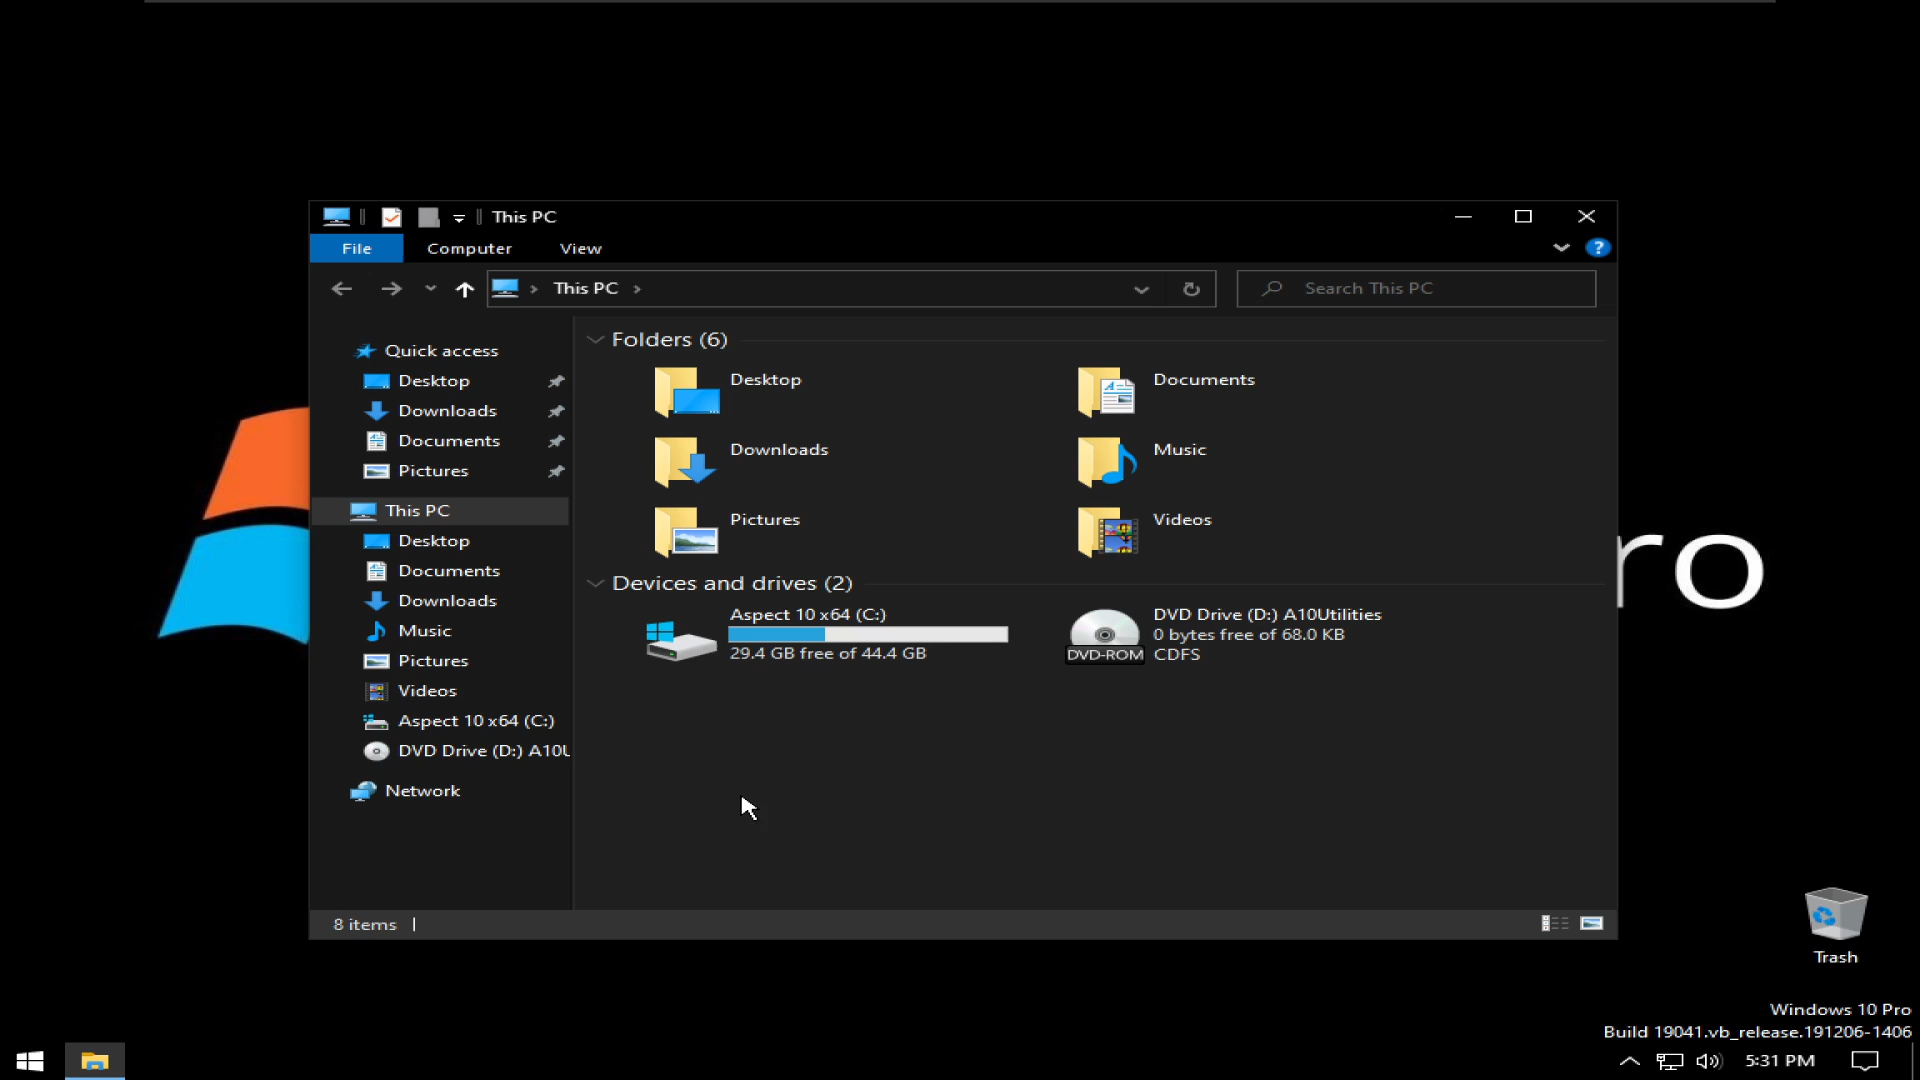 This PC
File Computer View
This PC
Search This PC
Quick access
Desktop
Downloads
Documents
Pictures
This PC
Desktop
Documents
Downloads
Music
Pictures
Videos
Aspect 10 x64 (C:)
DVD Drive (D:) A10U
Network
Folders (6)
Desktop
Documents
Downloads
Music
Pictures
Videos
Devices and drives (2)
Aspect 10 x64 (C:)
29.4 GB free of 44.4 GB
DVD-ROM
DVD Drive (D:) A10Utilities
0 bytes free of 68.0 KB
CDFS
8 items
ro
Trash
Windows 10 Pro
Build 19041.vb_release.191206-1406
5:31 PM